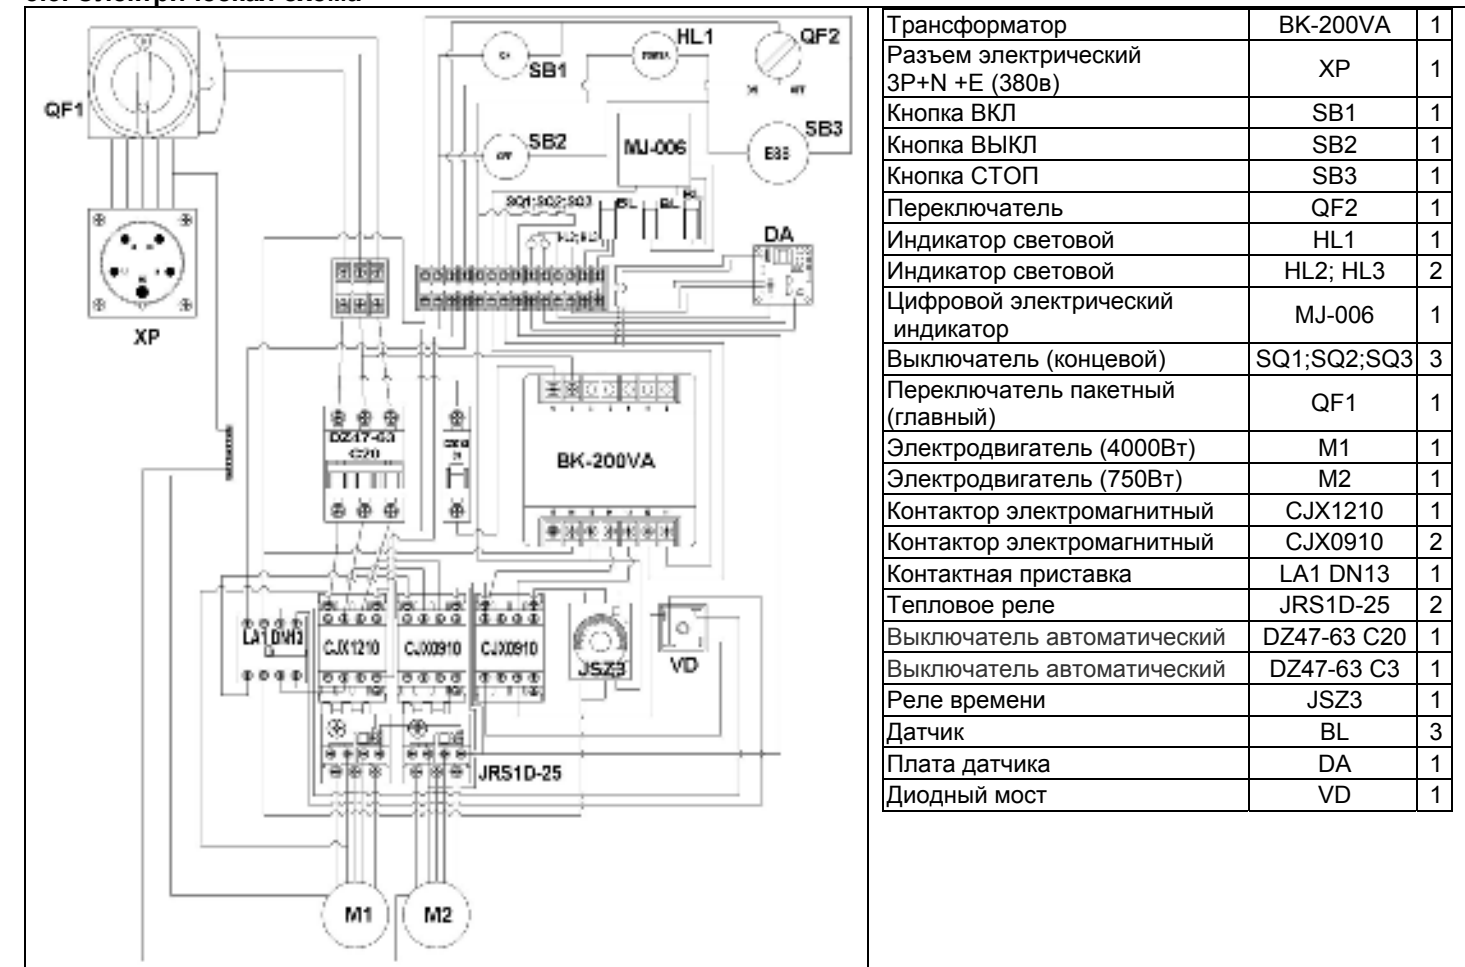 HL1
QF2
SB1
QF1
SB2
MJ-006
SB3
SQ1;SQ2;SQ3
BL
BL
DA
XP
DZ47-63
C20
BK-200VA
LA1 DN13
CJX1210
CJX0910
CJX0910
JSZ3
VD
JRS1D-25
M1
M2
Трансформатор BK-200VA 1
Разъем электрический
3P+N +E (380в) XP 1
Кнопка ВКЛ SB1 1
Кнопка ВЫКЛ SB2 1
Кнопка СТОП SB3 1
Переключатель QF2 1
Индикатор световой HL1 1
Индикатор световой HL2; HL3 2
Цифровой электрический
индикатор MJ-006 1
Выключатель (концевой) SQ1;SQ2;SQ3 3
Переключатель пакетный
(главный) QF1 1
Электродвигатель (4000Вт) M1 1
Электродвигатель (750Вт) M2 1
Контактор электромагнитный CJX1210 1
Контактор электромагнитный CJX0910 2
Контактная приставка LA1 DN13 1
Тепловое реле JRS1D-25 2
Выключатель автоматический DZ47-63 C20 1
Выключатель автоматический DZ47-63 C3 1
Реле времени JSZ3 1
Датчик BL 3
Плата датчика DA 1
Диодный мост VD 1